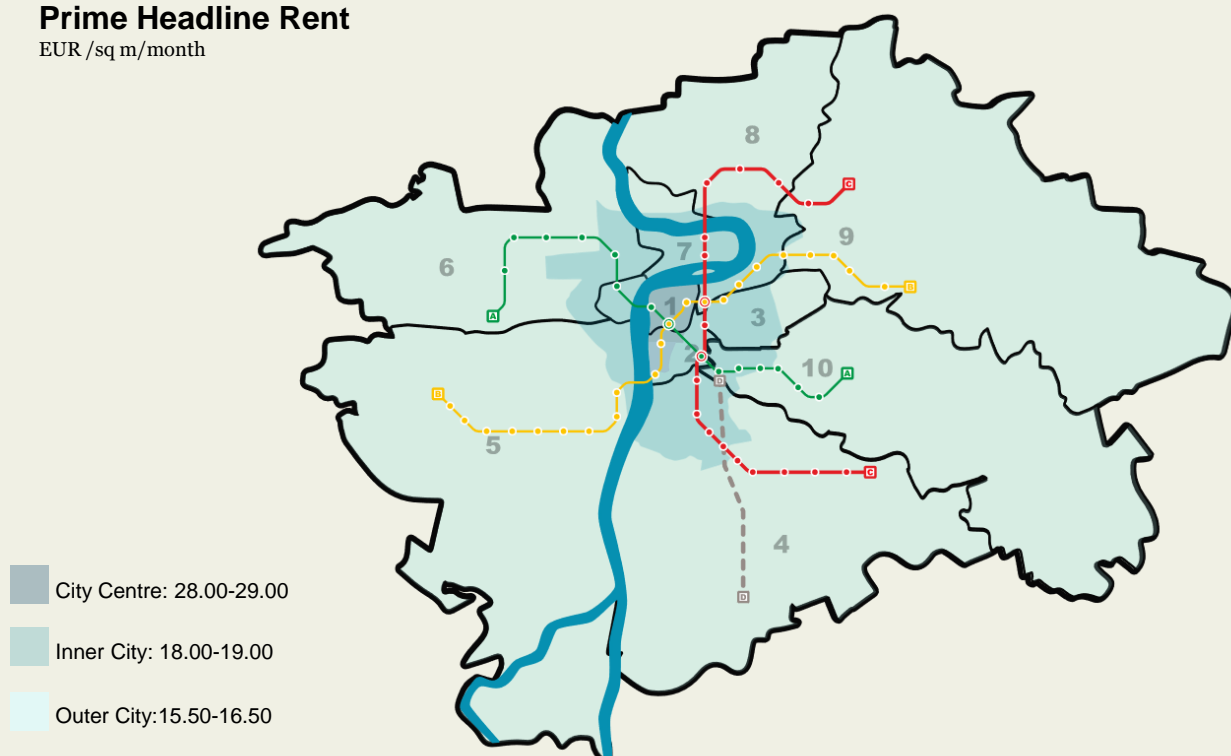 Prime Headline Rent
EUR /sq m/month
8
C
9
6
7
B
A
1
3
2
10
A
D
B
5
C
4
D
City Centre: 28.00-29.00
Inner City: 18.00-19.00
Outer City:15.50-16.50